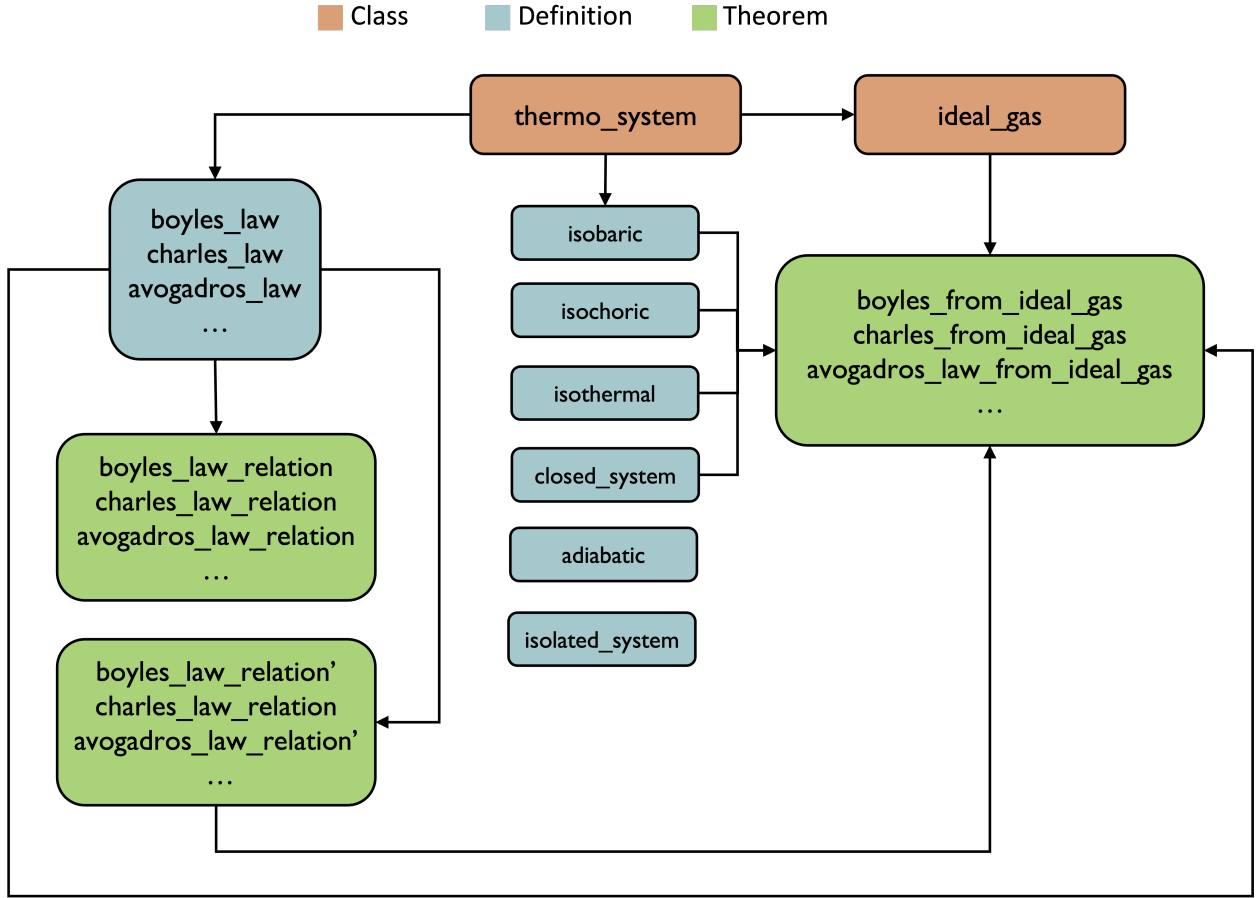 Class
Definition
Theorem
thermo_system
ideal_gas
boyles_law
charles_law
avogadros_law
...
isobaric
isochoric
isothermal
closed_system
adiabatic
isolated_system
boyles_from_ideal_gas
charles_from_ideal_gas
avogadros_law_from_ideal_gas
...
boyles_law_relation
charles_law_relation
avogadros_law_relation
...
boyles_law_relation’
charles_law_relation
avogadros_law_relation’
...